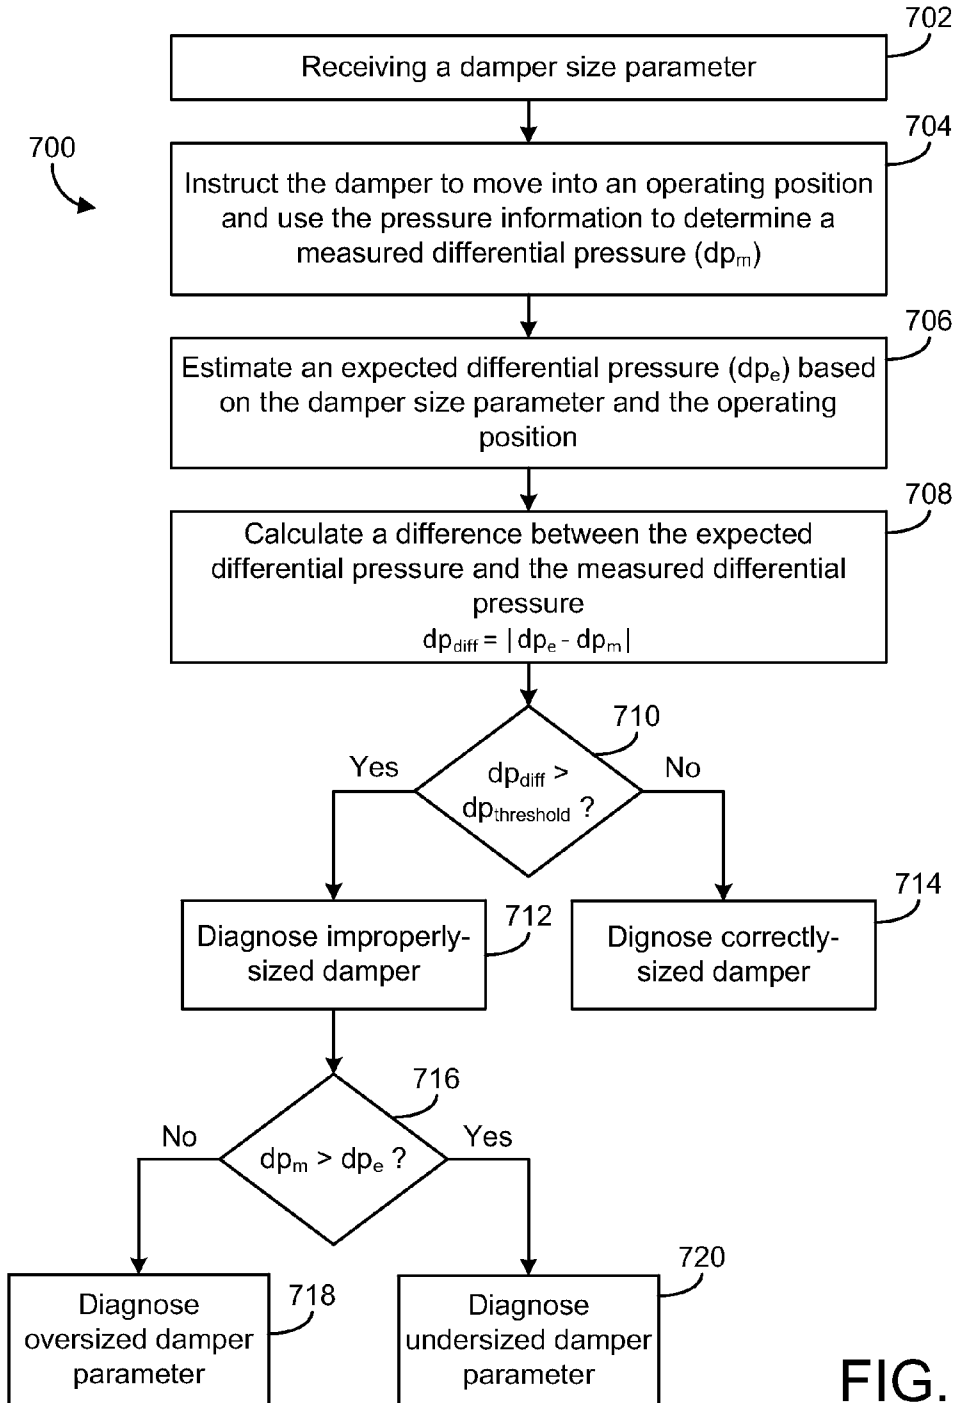 702
Receiving a damper size parameter
704
700
Instruct the damper to move into an operating position
and use the pressure information to determine a
measured differential pressure (dpm)
706
Estimate an expected differential pressure (dpe) based
on the damper size parameter and the operating
position
708
Calculate a difference between the expected
differential pressure and the measured differential
pressure
dpdiff = |dpe - dpm|
710
Yes
dpdiff >
dpthreshold ?
No
712
Diagnose improperly-
sized damper
714
Dignose correctly-
sized damper
716
No
dpm > dpe ?
Yes
718
Diagnose
oversized damper
parameter
720
Diagnose
undersized damper
parameter
FIG.